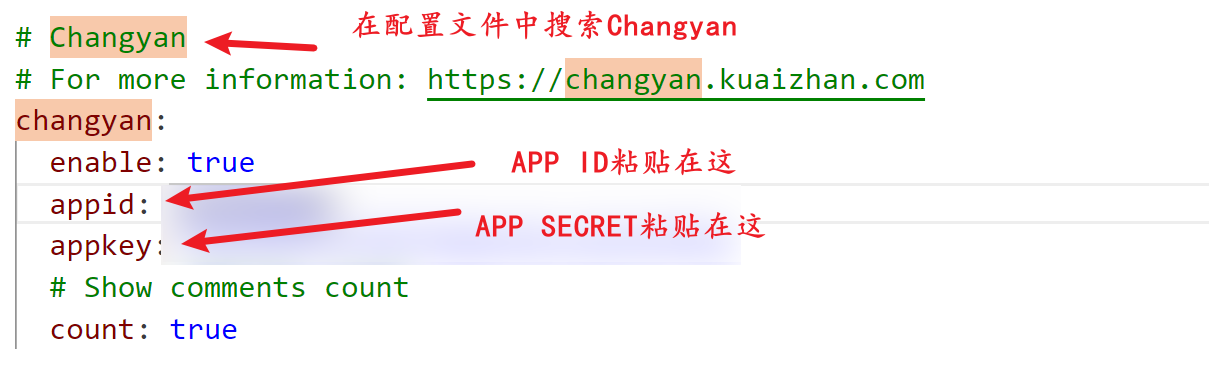 # Changyan
在配置文件中搜索Changyan
# For more information: https://changyan.kuaizhan.com
changyan:
enable: true
APP ID粘贴在这
appid:
APP SECRET粘贴在这
appkey:
# Show comments count
count: true